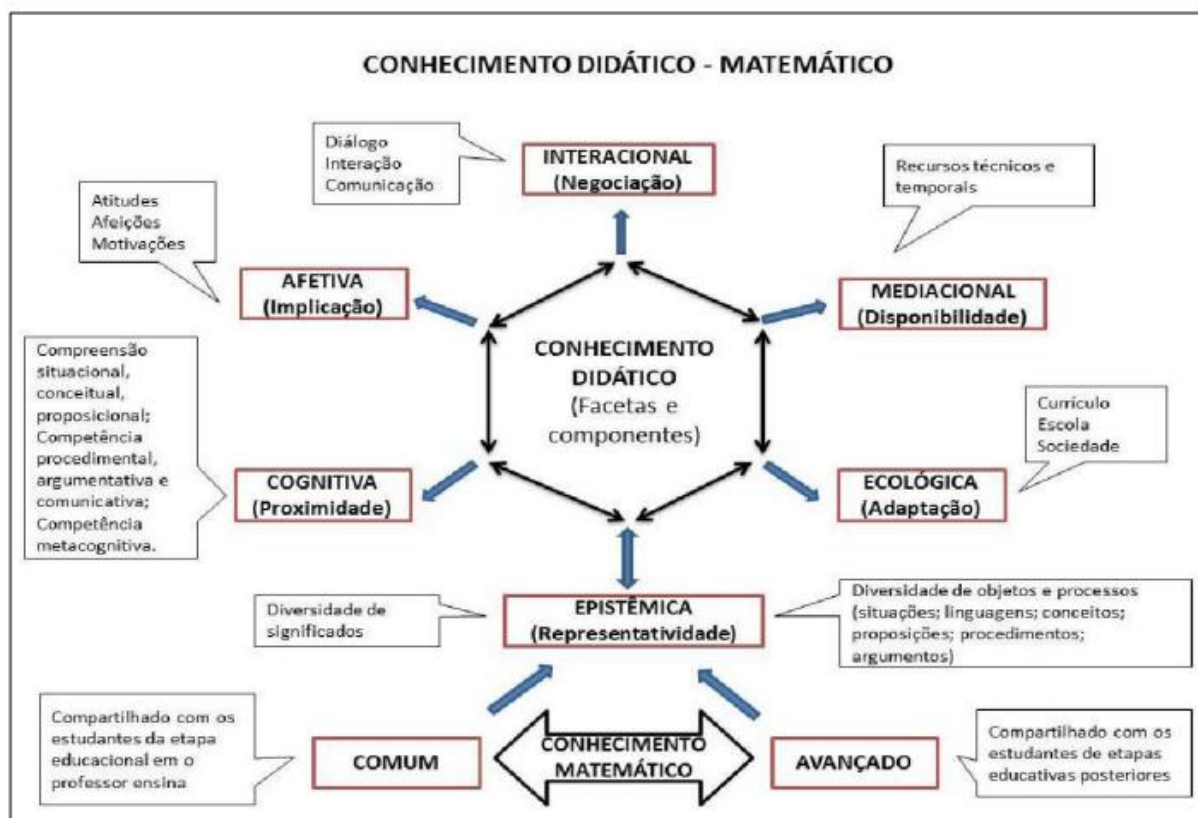 CONHECIMENTO DIDÁTICO - MATEMÁTICO
Diálogo
Interação
Comunicação
INTERACIONAL
(Negociação)
Recursos técnicos e
temporais
Atitudes
Afeições
Motivações
AFETIVA
(Implicação)
MEDIACIONAL
(Disponibilidade)
CONHECIMENTO
DIDÁTICO
(Facetas e
componentes)
Compreensão
situacional,
conceitual,
proposicional;
Competência
procedimental,
argumentativa e
comunicativa;
Competência
metacognitiva.
Currículo
Escola
Sociedade
COGNITIVA
(Proximidade)
ECOLÓGICA
(Adaptação)
Diversidade de
significados
EPISTÊMICA
(Representatividade)
Diversidade de objetos e processos
(situações; linguagens; conceitos;
proposições; procedimentos;
argumentos)
Compartilhado com os
estudantes da etapa
educacional em o
professor ensina
COMUM
CONHECIMENTO
MATEMÁTICO
AVANÇADO
Compartilhado com os
estudantes de etapas
educativas posteriores